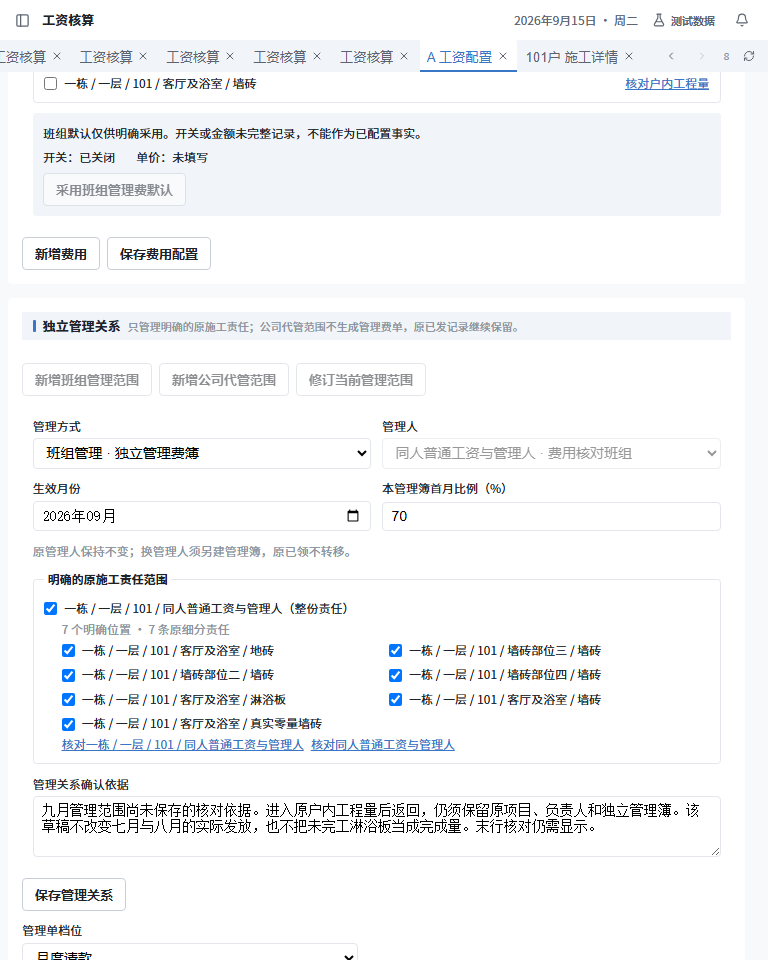 工资核算
2026年9月15日 · 周二 测试数据
工资核算 × 工资核算 × 工资核算 × 工资核算 × 工资核算 × A 工资配置 × 101户 施工详情 × 8
一栋 / 一层 / 101 / 客厅及浴室 / 墙砖 核对户内工程量
班组默认仅供明确采用。开关或金额未完整记录，不能作为已配置事实。
开关：已关闭 单价：未填写
采用班组管理费默认
新增费用 保存费用配置
独立管理关系 只管理明确的原施工责任；公司代管范围不生成管理费单，原已发记录继续保留。
新增班组管理范围 新增公司代管范围 修订当前管理范围
管理方式 管理人
班组管理 · 独立管理费簿 同人普通工资与管理人 · 费用核对班组
生效月份 本管理簿首月比例（%）
2026年09月 70
原管理人保持不变；换管理人须另建管理簿，原已领不转移。
明确的原施工责任范围
一栋 / 一层 / 101 / 同人普通工资与管理人（整份责任）
7 个明确位置 · 7 条原细分责任
一栋 / 一层 / 101 / 客厅及浴室 / 地砖 一栋 / 一层 / 101 / 墙砖部位三 / 墙砖
一栋 / 一层 / 101 / 墙砖部位二 / 墙砖 一栋 / 一层 / 101 / 墙砖部位四 / 墙砖
一栋 / 一层 / 101 / 客厅及浴室 / 淋浴板 一栋 / 一层 / 101 / 客厅及浴室 / 墙砖
一栋 / 一层 / 101 / 客厅及浴室 / 真实零量墙砖
核对一栋 / 一层 / 101 / 同人普通工资与管理人 核对同人普通工资与管理人
管理关系确认依据
九月管理范围尚未保存的核对依据。进入原户内工程量后返回，仍须保留原项目、负责人和独立管理簿。该
草稿不改变七月与八月的实际发放，也不把未完工淋浴板当成完成量。末行核对仍需显示。
保存管理关系
管理单档位
月度请款